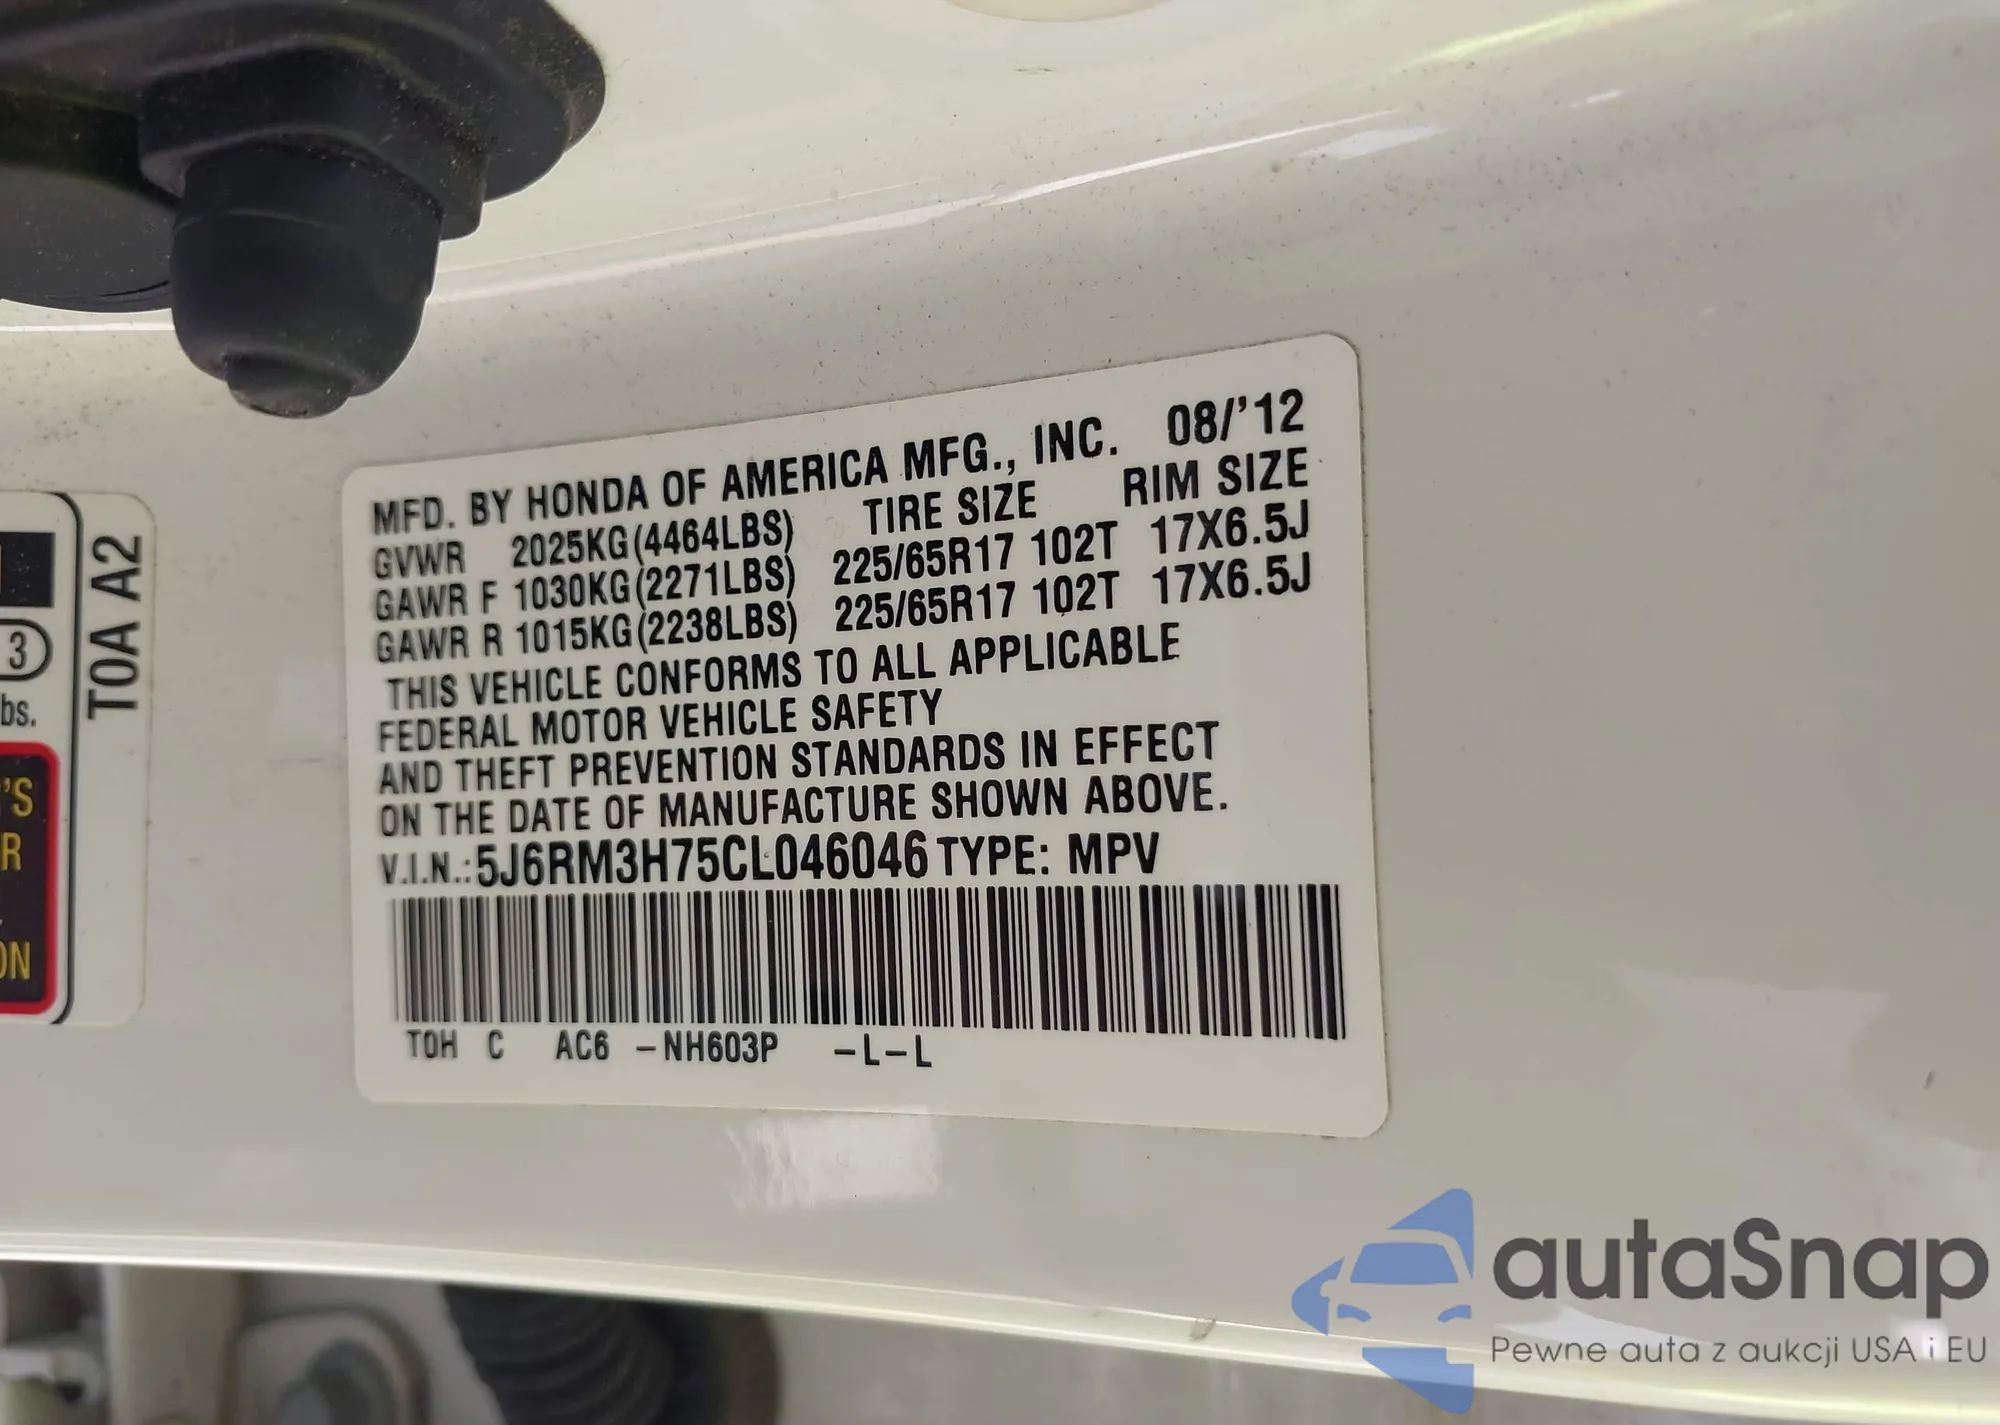 MFD. BY HONDA OF AMERICA MFG., INC. 08/'12
TIRE SIZE RIM SIZE
GVWR 2025KG(4464LBS)
GAWR F 1030KG(2271LBS) 225/65R17 102T 17X6.5J
GAWR R 1015KG(2238LBS) 225/65R17 102T 17X6.5J
THIS VEHICLE CONFORMS TO ALL APPLICABLE
FEDERAL MOTOR VEHICLE SAFETY
AND THEFT PREVENTION STANDARDS IN EFFECT
ON THE DATE OF MANUFACTURE SHOWN ABOVE.
V.I.N.:5J6RM3H75CL046046 TYPE: MPV
TOH C AC6 -NH603P -L-L
T0A A2
3
bs.
'S
R
ON
autaSnap
Pewne auta z aukcji USA i EU